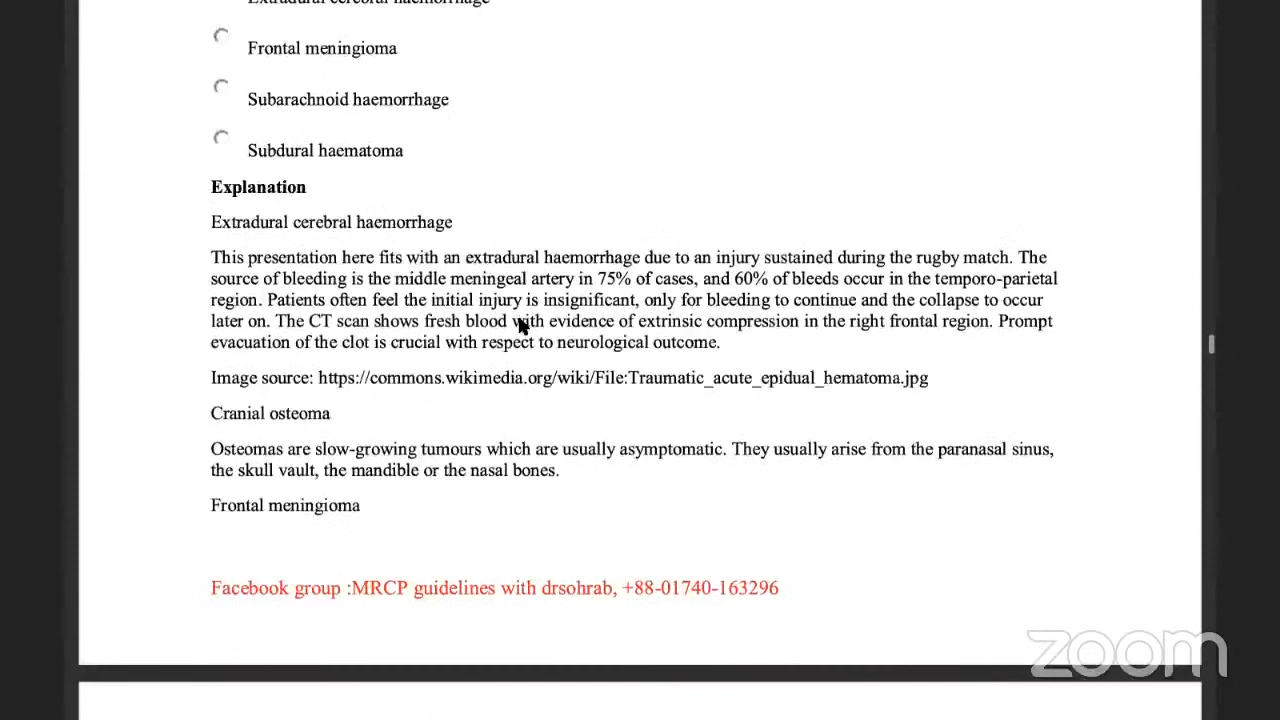 Extradural cerebral haemorrhage
Frontal meningioma
Subarachnoid haemorrhage
Subdural haematoma
Explanation
Extradural cerebral haemorrhage
This presentation here fits with an extradural haemorrhage due to an injury sustained during the rugby match. The
source of bleeding is the middle meningeal artery in 75% of cases, and 60% of bleeds occur in the temporo-parietal
region. Patients often feel the initial injury is insignificant, only for bleeding to continue and the collapse to occur
later on. The CT scan shows fresh blood with evidence of extrinsic compression in the right frontal region. Prompt
evacuation of the clot is crucial with respect to neurological outcome.
Image source: https://commons.wikimedia.org/wiki/File:Traumatic_acute_epidual_hematoma.jpg
Cranial osteoma
Osteomas are slow-growing tumours which are usually asymptomatic. They usually arise from the paranasal sinus,
the skull vault, the mandible or the nasal bones.
Frontal meningioma
Facebook group :MRCP guidelines with drsohrab, +88-01740-163296
zoom